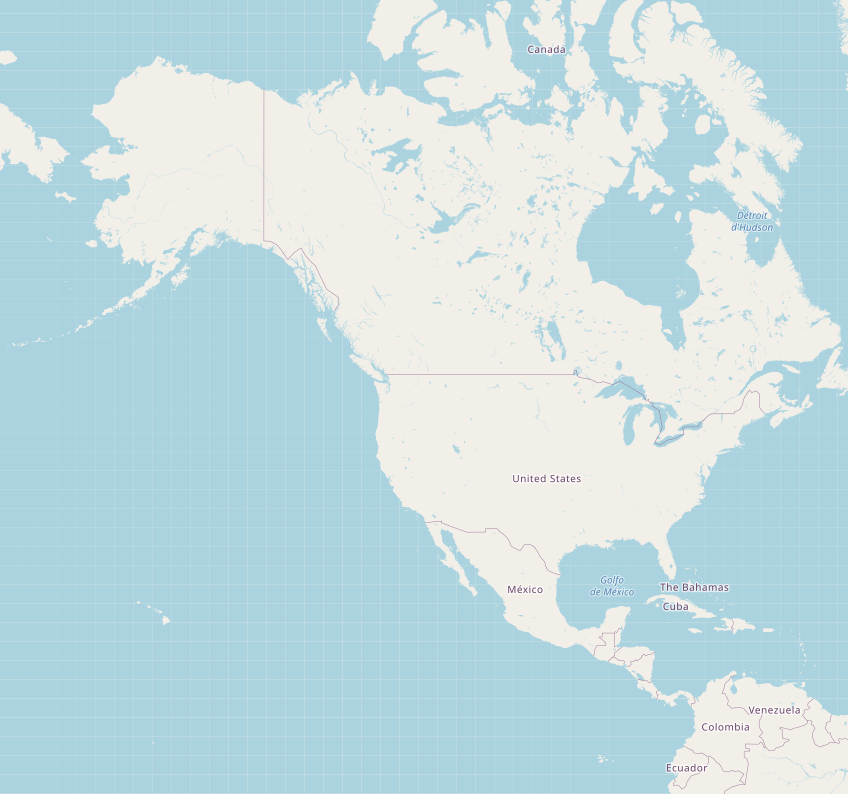 Canada
Détroit
d'Hudson
United States
Golfo
de México
México
The Bahamas
Cuba
Venezuela
Colombia
Ecuador